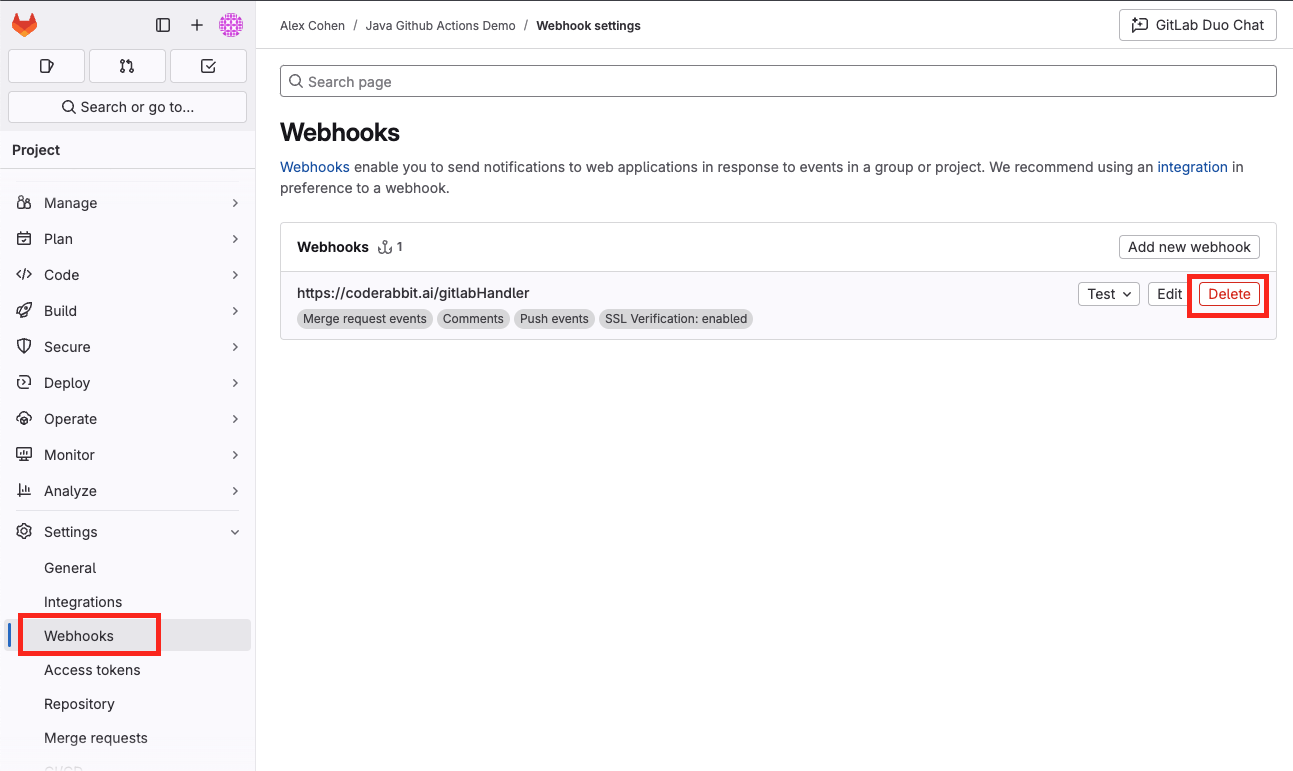 Alex Cohen / Java Github Actions Demo / Webhook settings
GitLab Duo Chat
Search or go to...
Project
Manage
Plan
Code
Build
Secure
Deploy
Operate
Monitor
Analyze
Settings
General
Integrations
Webhooks
Access tokens
Repository
Merge requests
Search page
Webhooks
Webhooks enable you to send notifications to web applications in response to events in a group or project. We recommend using an integration in
preference to a webhook.
Webhooks 1
Add new webhook
https://coderabbit.ai/gitlabHandler
Test Edit Delete
Merge request events Comments Push events SSL Verification: enabled